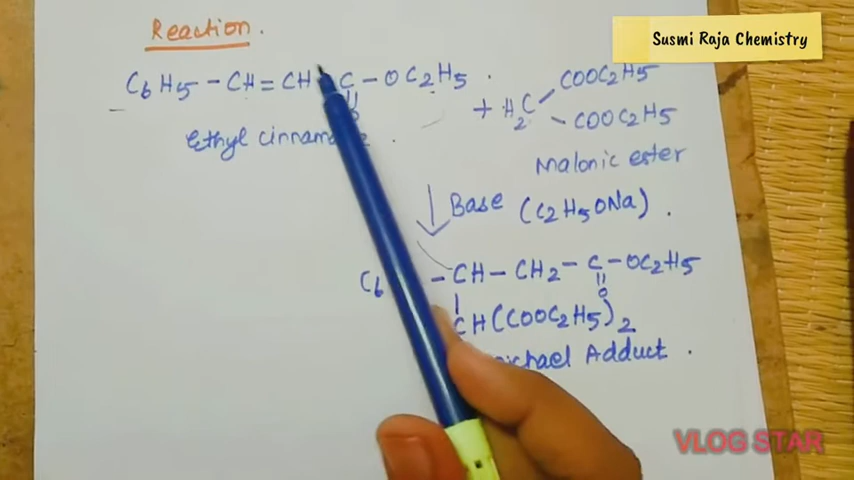 Reaction.
Susmi Raja Chemistry
C6H5-CH=CH C-OC2H5.
+ H2C COOC2H5
COOC2H5
Ethyl
Malonic ester
Base (C2H5ONa).
C6 -CH-CH2-C-OC2H5
O
CH(COOC2H5)2
Adduct.
VLOG STAR